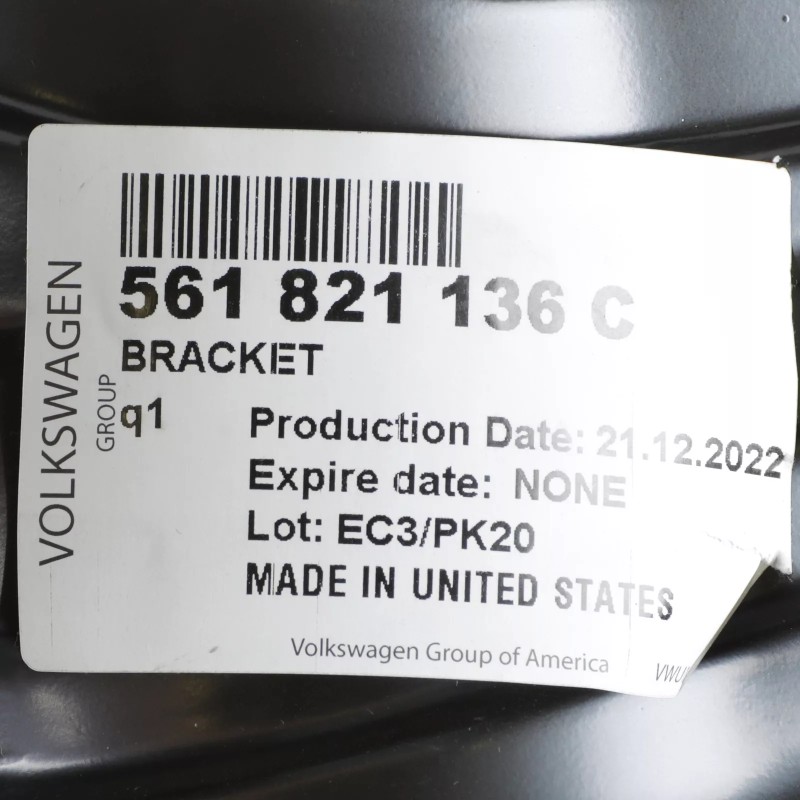 VOLKSWAGEN
GROUP
561 821 136 C
BRACKET
q1
Production Date: 21.12.2022
Expire date: NONE
Lot: EC3/PK20
MADE IN UNITED STATES
Volkswagen Group of America